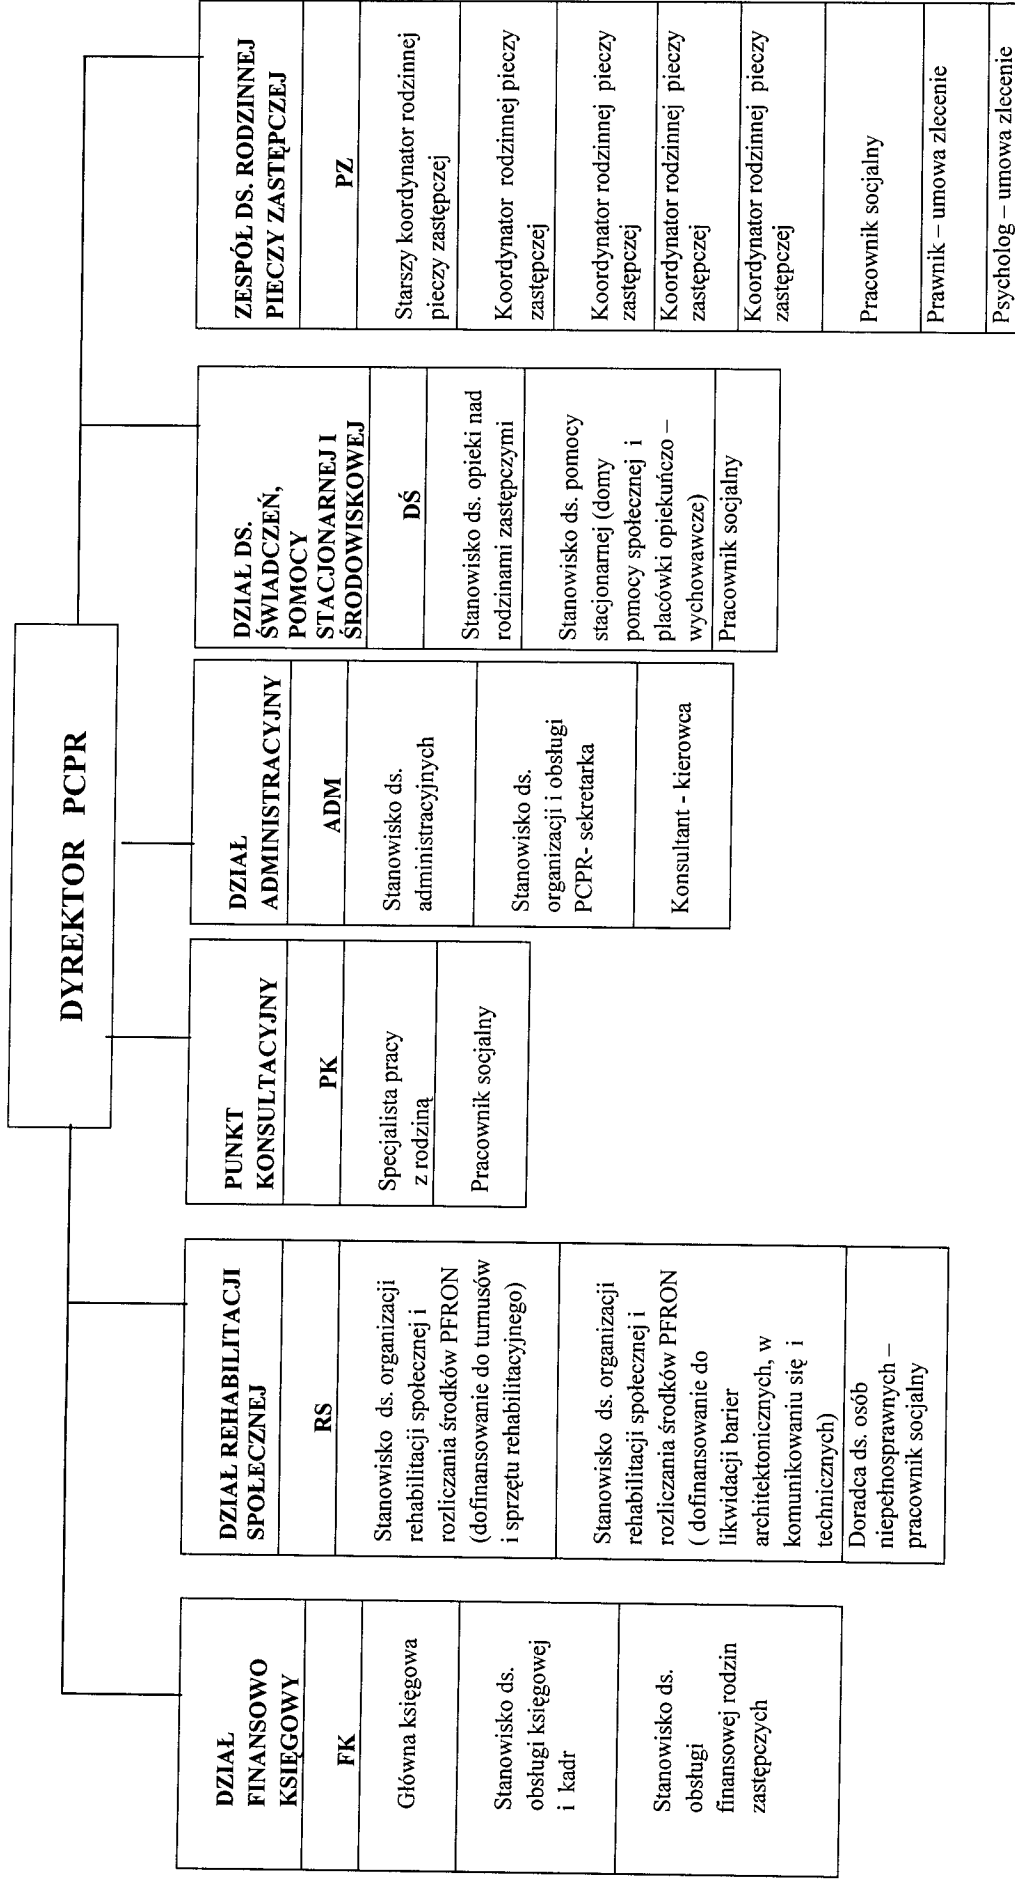 DYREKTOR PCPR
DZIAŁ
FINANSOWO
KSIĘGOWY
FK
Główna księgowa
Stanowisko ds.
obsługi księgowej
i kadr
Stanowisko ds.
obsługi
finansowej rodzin
zastępczych
DZIAŁ REHABILITACJI
SPOŁECZNEJ
RS
Stanowisko ds. organizacji
rehabilitacji społecznej i
rozliczania środków PFRON
(dofinansowanie do turnusów
i sprzętu rehabilitacyjnego)
Stanowisko ds. organizacji
rehabilitacji społecznej i
rozliczania środków PFRON
( dofinansowanie do
likwidacji barier
architektonicznych, w
komunikowaniu się i
technicznych)
Doradca ds. osób
niepełnosprawnych –
pracownik socjalny
PUNKT
KONSULTACYJNY
PK
Specjalista pracy
z rodziną
Pracownik socjalny
DZIAŁ
ADMINISTRACYJNY
ADM
Stanowisko ds.
administracyjnych
Stanowisko ds.
organizacji i obsługi
PCPR- sekretarka
Konsultant - kierowca
DZIAŁ DS.
ŚWIADCZEŃ,
POMOCY
STACJONARNEJ I
ŚRODOWISKOWEJ
DŚ
Stanowisko ds. opieki nad
rodzinami zastępczymi
Stanowisko ds. pomocy
stacjonarnej (domy
pomocy społecznej i
placówki opiekuńczo –
wychowawcze)
Pracownik socjalny
ZESPÓŁ DS. RODZINNEJ
PIECZY ZASTĘPCZEJ
PZ
Starszy koordynator rodzinnej
pieczy zastępczej
Koordynator rodzinnej pieczy
zastępczej
Koordynator rodzinnej pieczy
zastępczej
Koordynator rodzinnej pieczy
zastępczej
Koordynator rodzinnej pieczy
zastępczej
Pracownik socjalny
Prawnik – umowa zlecenie
Psycholog – umowa zlecenie